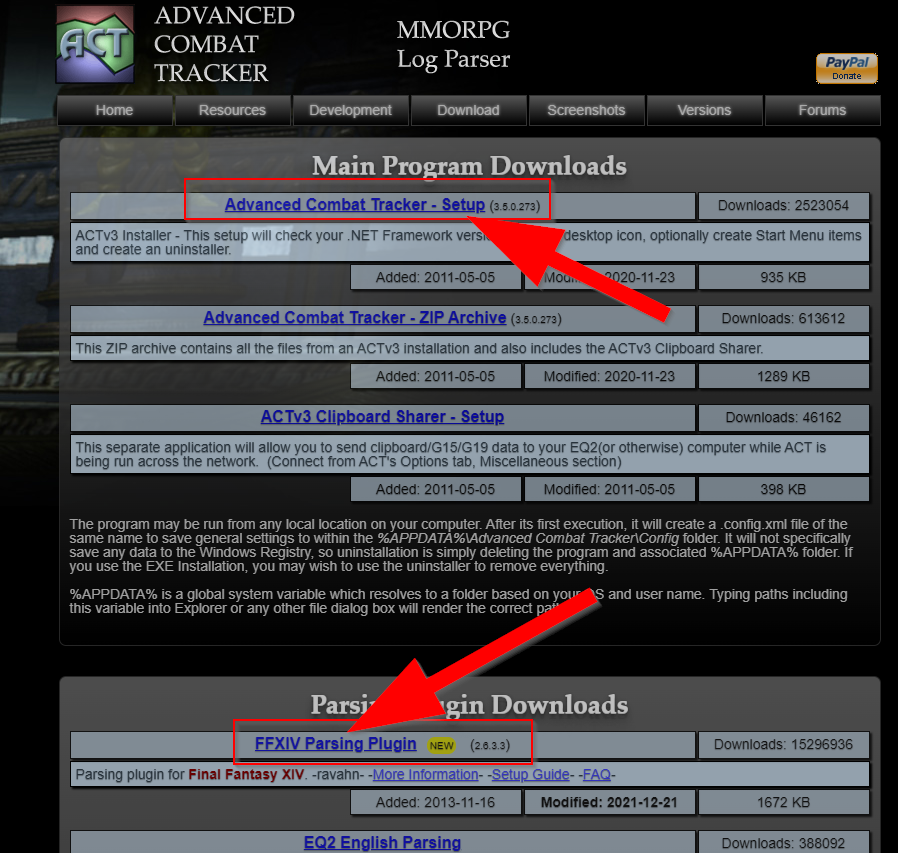 ACT
ADVANCED
COMBAT
TRACKER
MMORPG
Log Parser
PayPal
Donate
Home Resources Development Download Screenshots Versions Forums
Main Program Downloads
Advanced Combat Tracker - Setup (3.5.0.273) Downloads: 2523054
ACTv3 Installer - This setup will check your .NET Framework desktop icon, optionally create Start Menu items
and create an uninstaller.
Added: 2011-05-05 2020-11-23 935 KB
Advanced Combat Tracker - ZIP Archive (3.5.0.273) Downloads: 613612
This ZIP archive contains all the files from an ACTv3 installation and also includes the ACTv3 Clipboard Sharer.
Added: 2011-05-05 Modified: 2020-11-23 1289 KB
ACTv3 Clipboard Sharer - Setup Downloads: 46162
This separate application will allow you to send clipboard/G15/G19 data to your EQ2(or otherwise) computer while ACT is
being run across the network. (Connect from ACT's Options tab, Miscellaneous section)
Added: 2011-05-05 Modified: 2011-05-05 398 KB
The program may be run from any local location on your computer. After its first execution, it will create a .config.xml file of the
same name to save general settings to within the %APPDATA%\Advanced Combat Tracker\Config folder. It will not specifically
save any data to the Windows Registry, so uninstallation is simply deleting the program and associated %APPDATA% folder. If
you use the EXE Installation, you may wish to use the uninstaller to remove everything.
%APPDATA% is a global system variable which resolves to a folder based on your OS and user name. Typing paths including
this variable into Explorer or any other file dialog box will render the correct
Parsing Plugin Downloads
FFXIV Parsing Plugin NEW (2.6.3.3) Downloads: 15296936
Parsing plugin for Final Fantasy XIV. -ravahn- -More Information- -Setup Guide- -FAQ-
Added: 2013-11-16 Modified: 2021-12-21 1672 KB
EQ2 English Parsing Downloads: 388092